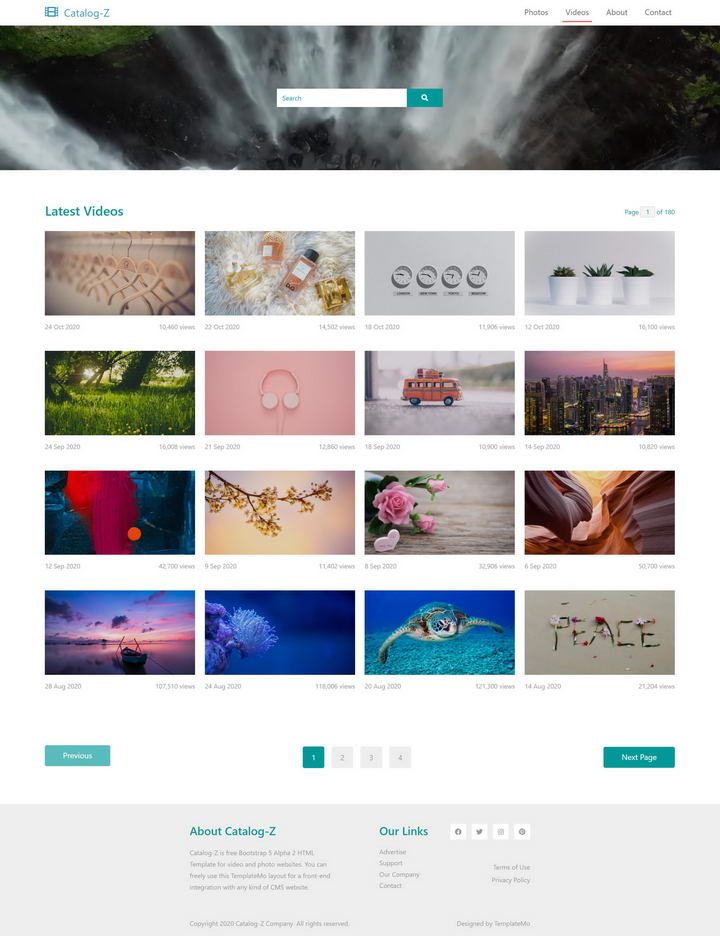 Catalog-Z
Photos Videos About Contact
Search
Latest Videos
Page 1 of 180
24 Oct 2020 10,460 views
22 Oct 2020 14,502 views
18 Oct 2020 11,906 views
12 Oct 2020 16,100 views
24 Sep 2020 16,008 views
21 Sep 2020 12,860 views
18 Sep 2020 10,900 views
14 Sep 2020 10,820 views
12 Sep 2020 42,700 views
9 Sep 2020 11,402 views
8 Sep 2020 32,906 views
6 Sep 2020 50,700 views
PEACE
28 Aug 2020 107,510 views
24 Aug 2020 118,006 views
20 Aug 2020 121,300 views
14 Aug 2020 21,204 views
Previous
1 2 3 4
Next Page
About Catalog-Z
Catalog-Z is free Bootstrap 5 Alpha 2 HTML
Template for video and photo websites. You can
freely use this TemplateMo layout for a front-end
integration with any kind of CMS website.
Our Links
Advertise
Support
Our Company
Contact
Terms of Use
Privacy Policy
Copyright 2020 Catalog-Z Company. All rights reserved.
Designed by TemplateMo